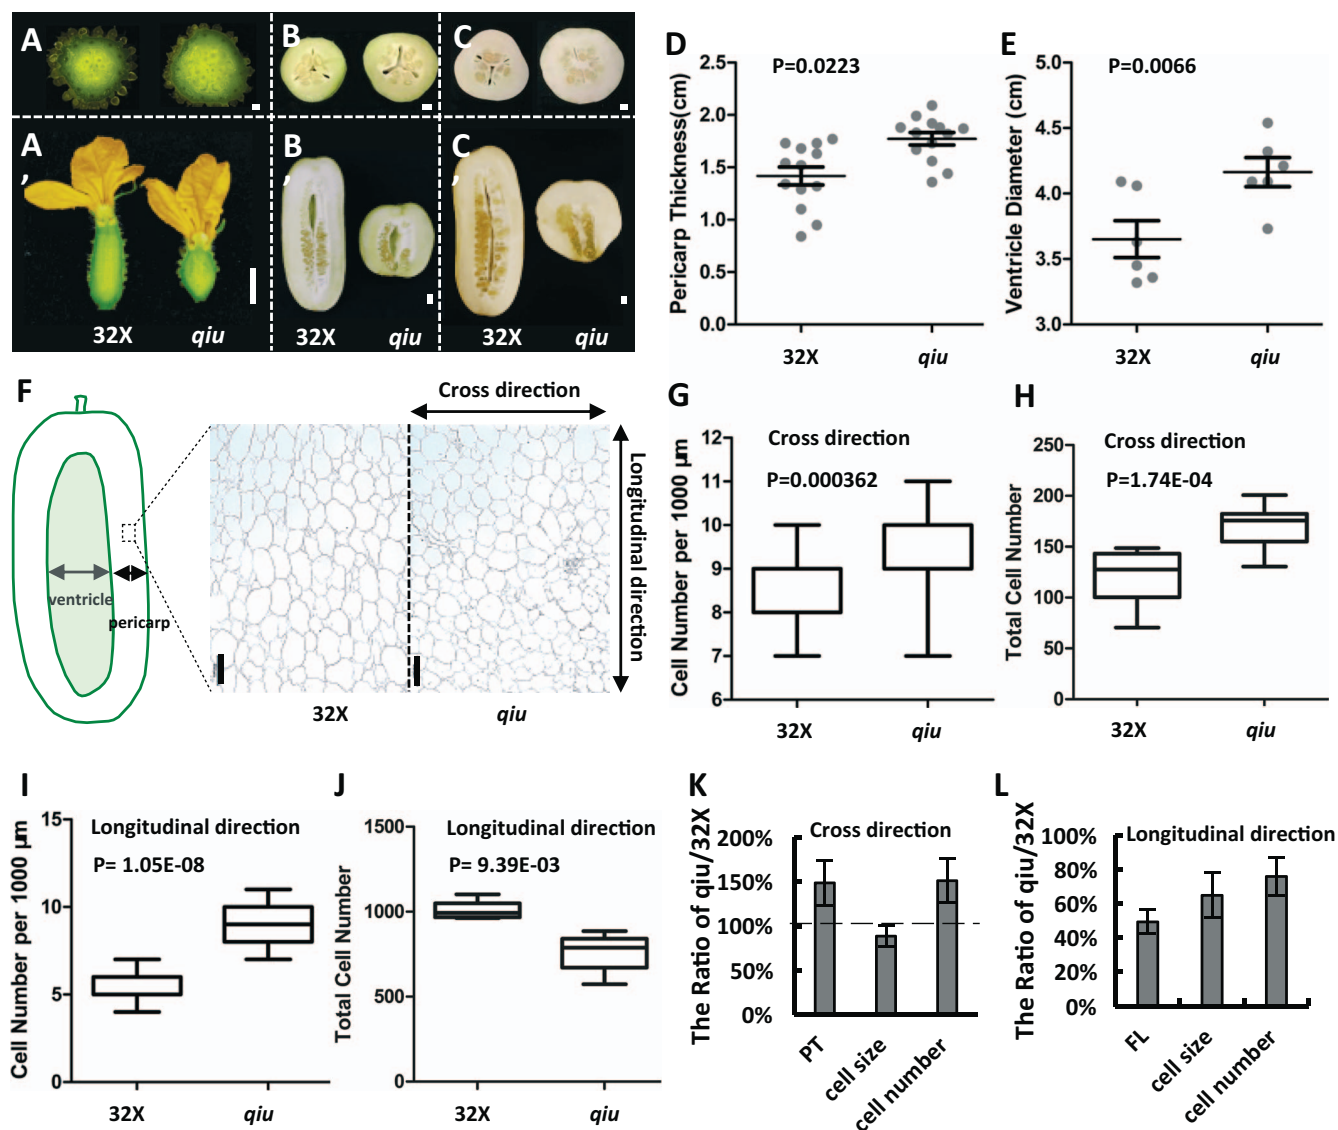 A
B
C
A'
B'
C'
32X
qiu
32X
qiu
32X
qiu
D
P=0.0223
Pericarp Thickness(cm)
2.5
2.0
1.5
1.0
0.5
0.0
32X
qiu
E
P=0.0066
Ventricle Diameter (cm)
5.0
4.5
4.0
3.5
3.0
32X
qiu
F
ventricle
pericarp
Cross direction
Longitudinal direction
32X
qiu
G
Cross direction
P=0.000362
Cell Number per 1000 µm
12
11
10
9
8
7
6
32X
qiu
H
Cross direction
P=1.74E-04
Total Cell Number
250
200
150
100
50
0
32X
qiu
I
Longitudinal direction
P= 1.05E-08
Cell Number per 1000 µm
15
10
5
0
32X
qiu
J
Longitudinal direction
P= 9.39E-03
Total Cell Number
1500
1000
500
0
32X
qiu
K
Cross direction
The Ratio of qiu/32X
200%
150%
100%
50%
0%
PT
cell size
cell number
L
Longitudinal direction
The Ratio of qiu/32X
100%
80%
60%
40%
20%
0%
FL
cell size
cell number